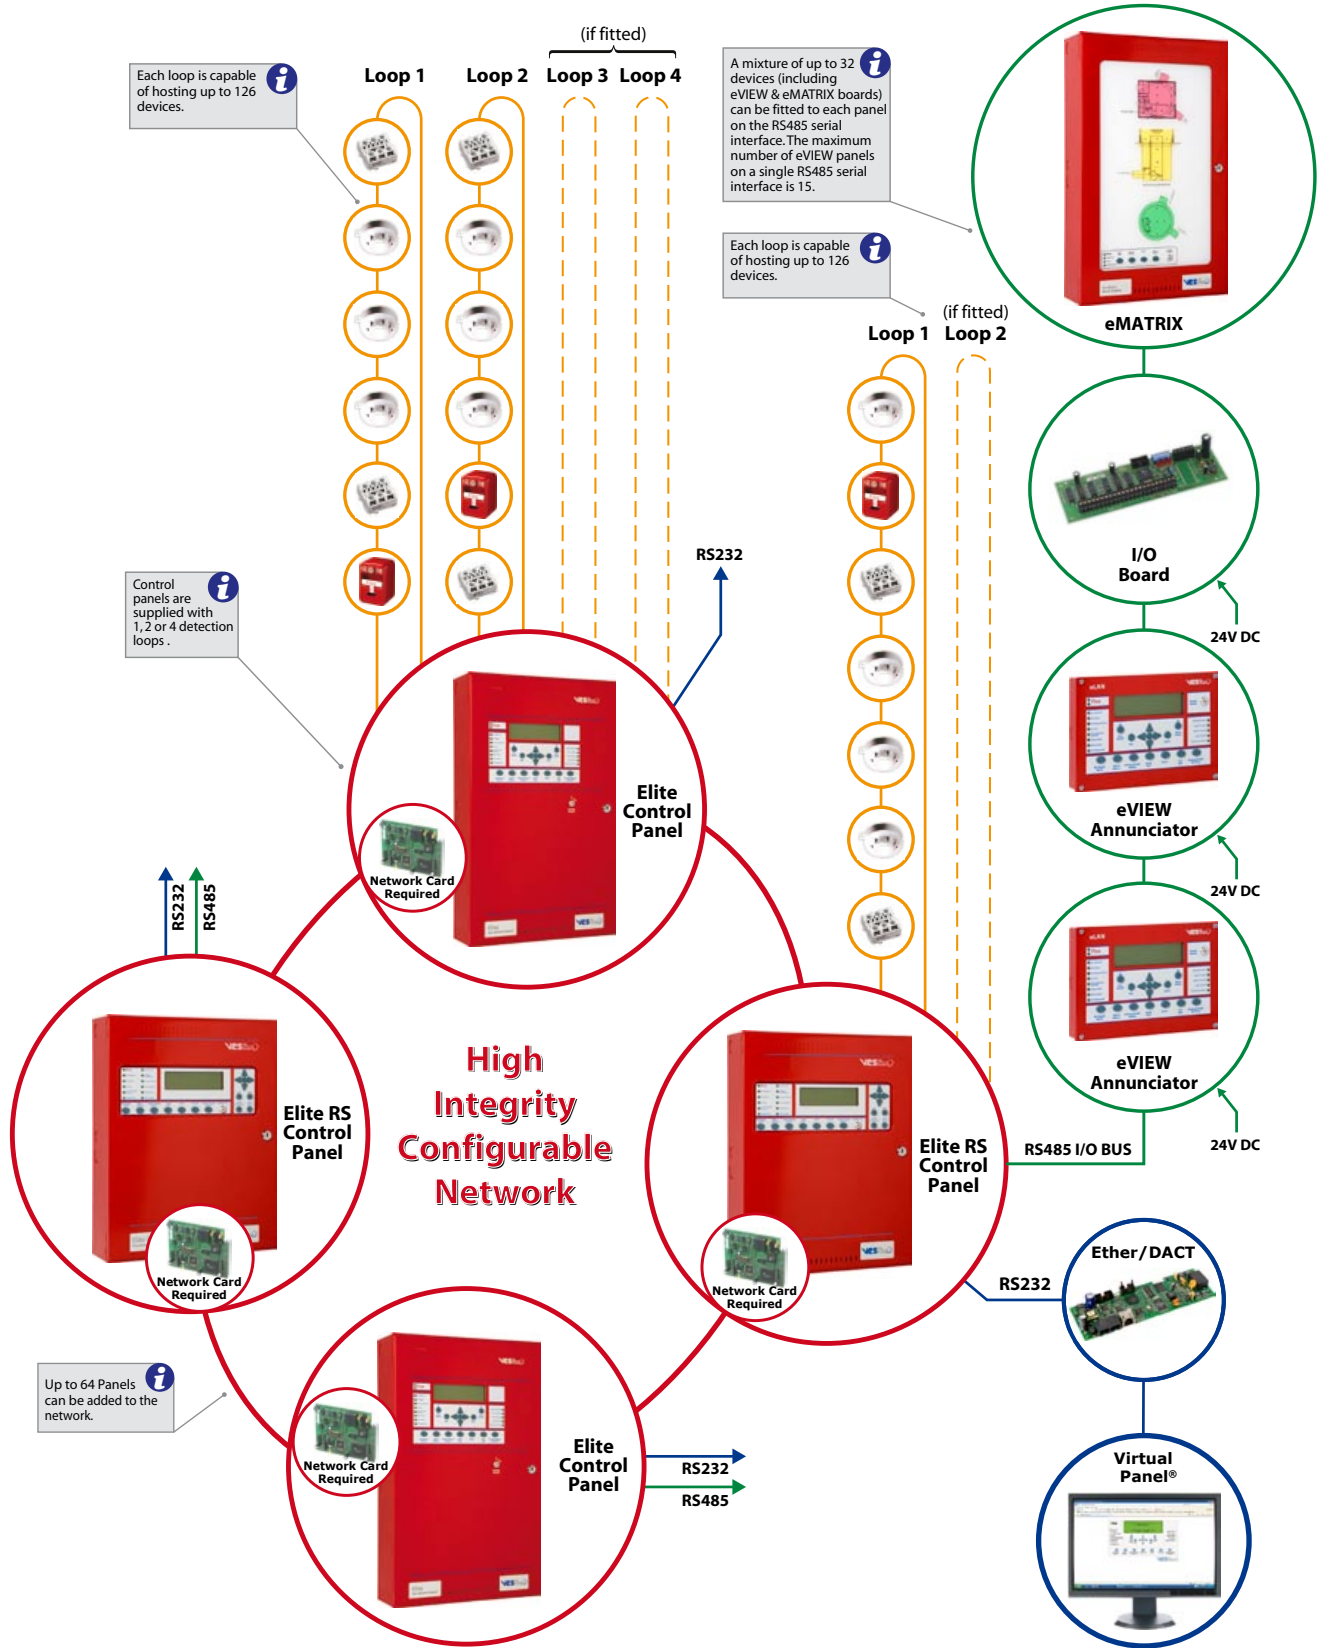 (if fitted)
Loop 1
Loop 2
Loop 3
Loop 4
Each loop is capable
of hosting up to 126
devices.
A mixture of up to 32
devices (including
eVIEW & eMATRIX boards)
can be fitted to each panel
on the RS485 serial
interface. The maximum
number of eVIEW panels
on a single RS485 serial
interface is 15.
Each loop is capable
of hosting up to 126
devices.
(if fitted)
Loop 1
Loop 2
eMATRIX
I/O
Board
24V DC
RS232
Control
panels are
supplied with
1, 2 or 4 detection
loops .
Elite
Control
Panel
Network Card
Required
eVIEW
Annunciator
24V DC
RS232
RS485
eVIEW
Annunciator
24V DC
RS485 I/O BUS
High
Integrity
Configurable
Network
Elite RS
Control
Panel
Network Card
Required
Elite RS
Control
Panel
Network Card
Required
RS232
Ether/DACT
Up to 64 Panels
can be added to the
network.
Network Card
Required
Elite
Control
Panel
RS232
RS485
Virtual
Panel®